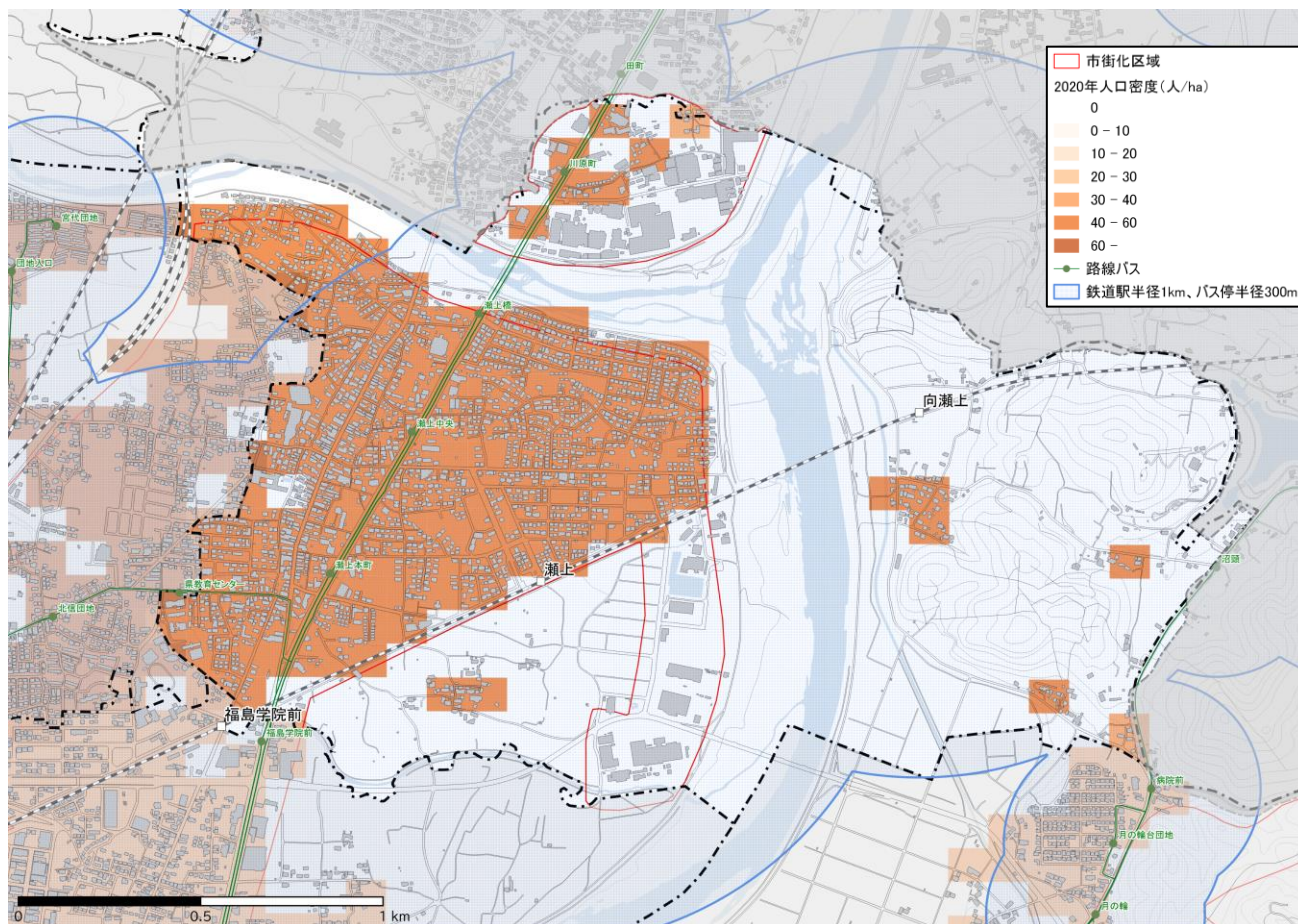 市街化区域
2020年人口密度(人/ha)
0
0 - 10
10 - 20
20 - 30
30 - 40
40 - 60
60 -
路線バス
鉄道駅半径1km、バス停半径300m
田町
川原町
宮代団地
団地入口
瀬上橋
向瀬上
瀬上中央
沼頭
瀬上
瀬上本町
県教育センター
北信団地
福島学院前
福島学院前
病院前
月の輪台団地
月の輪
0
0.5
1 km